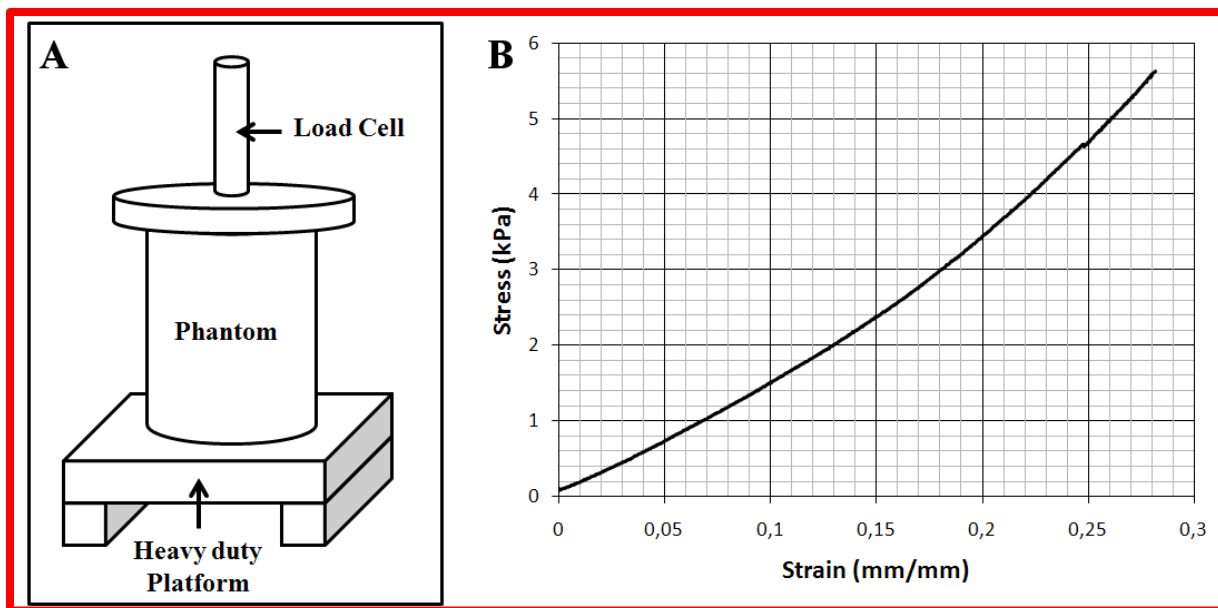 A
Load Cell
Phantom
Heavy duty
Platform
B
Stress (kPa)
6
5
4
3
2
1
0
0 0,05 0,1 0,15 0,2 0,25 0,3
Strain (mm/mm)